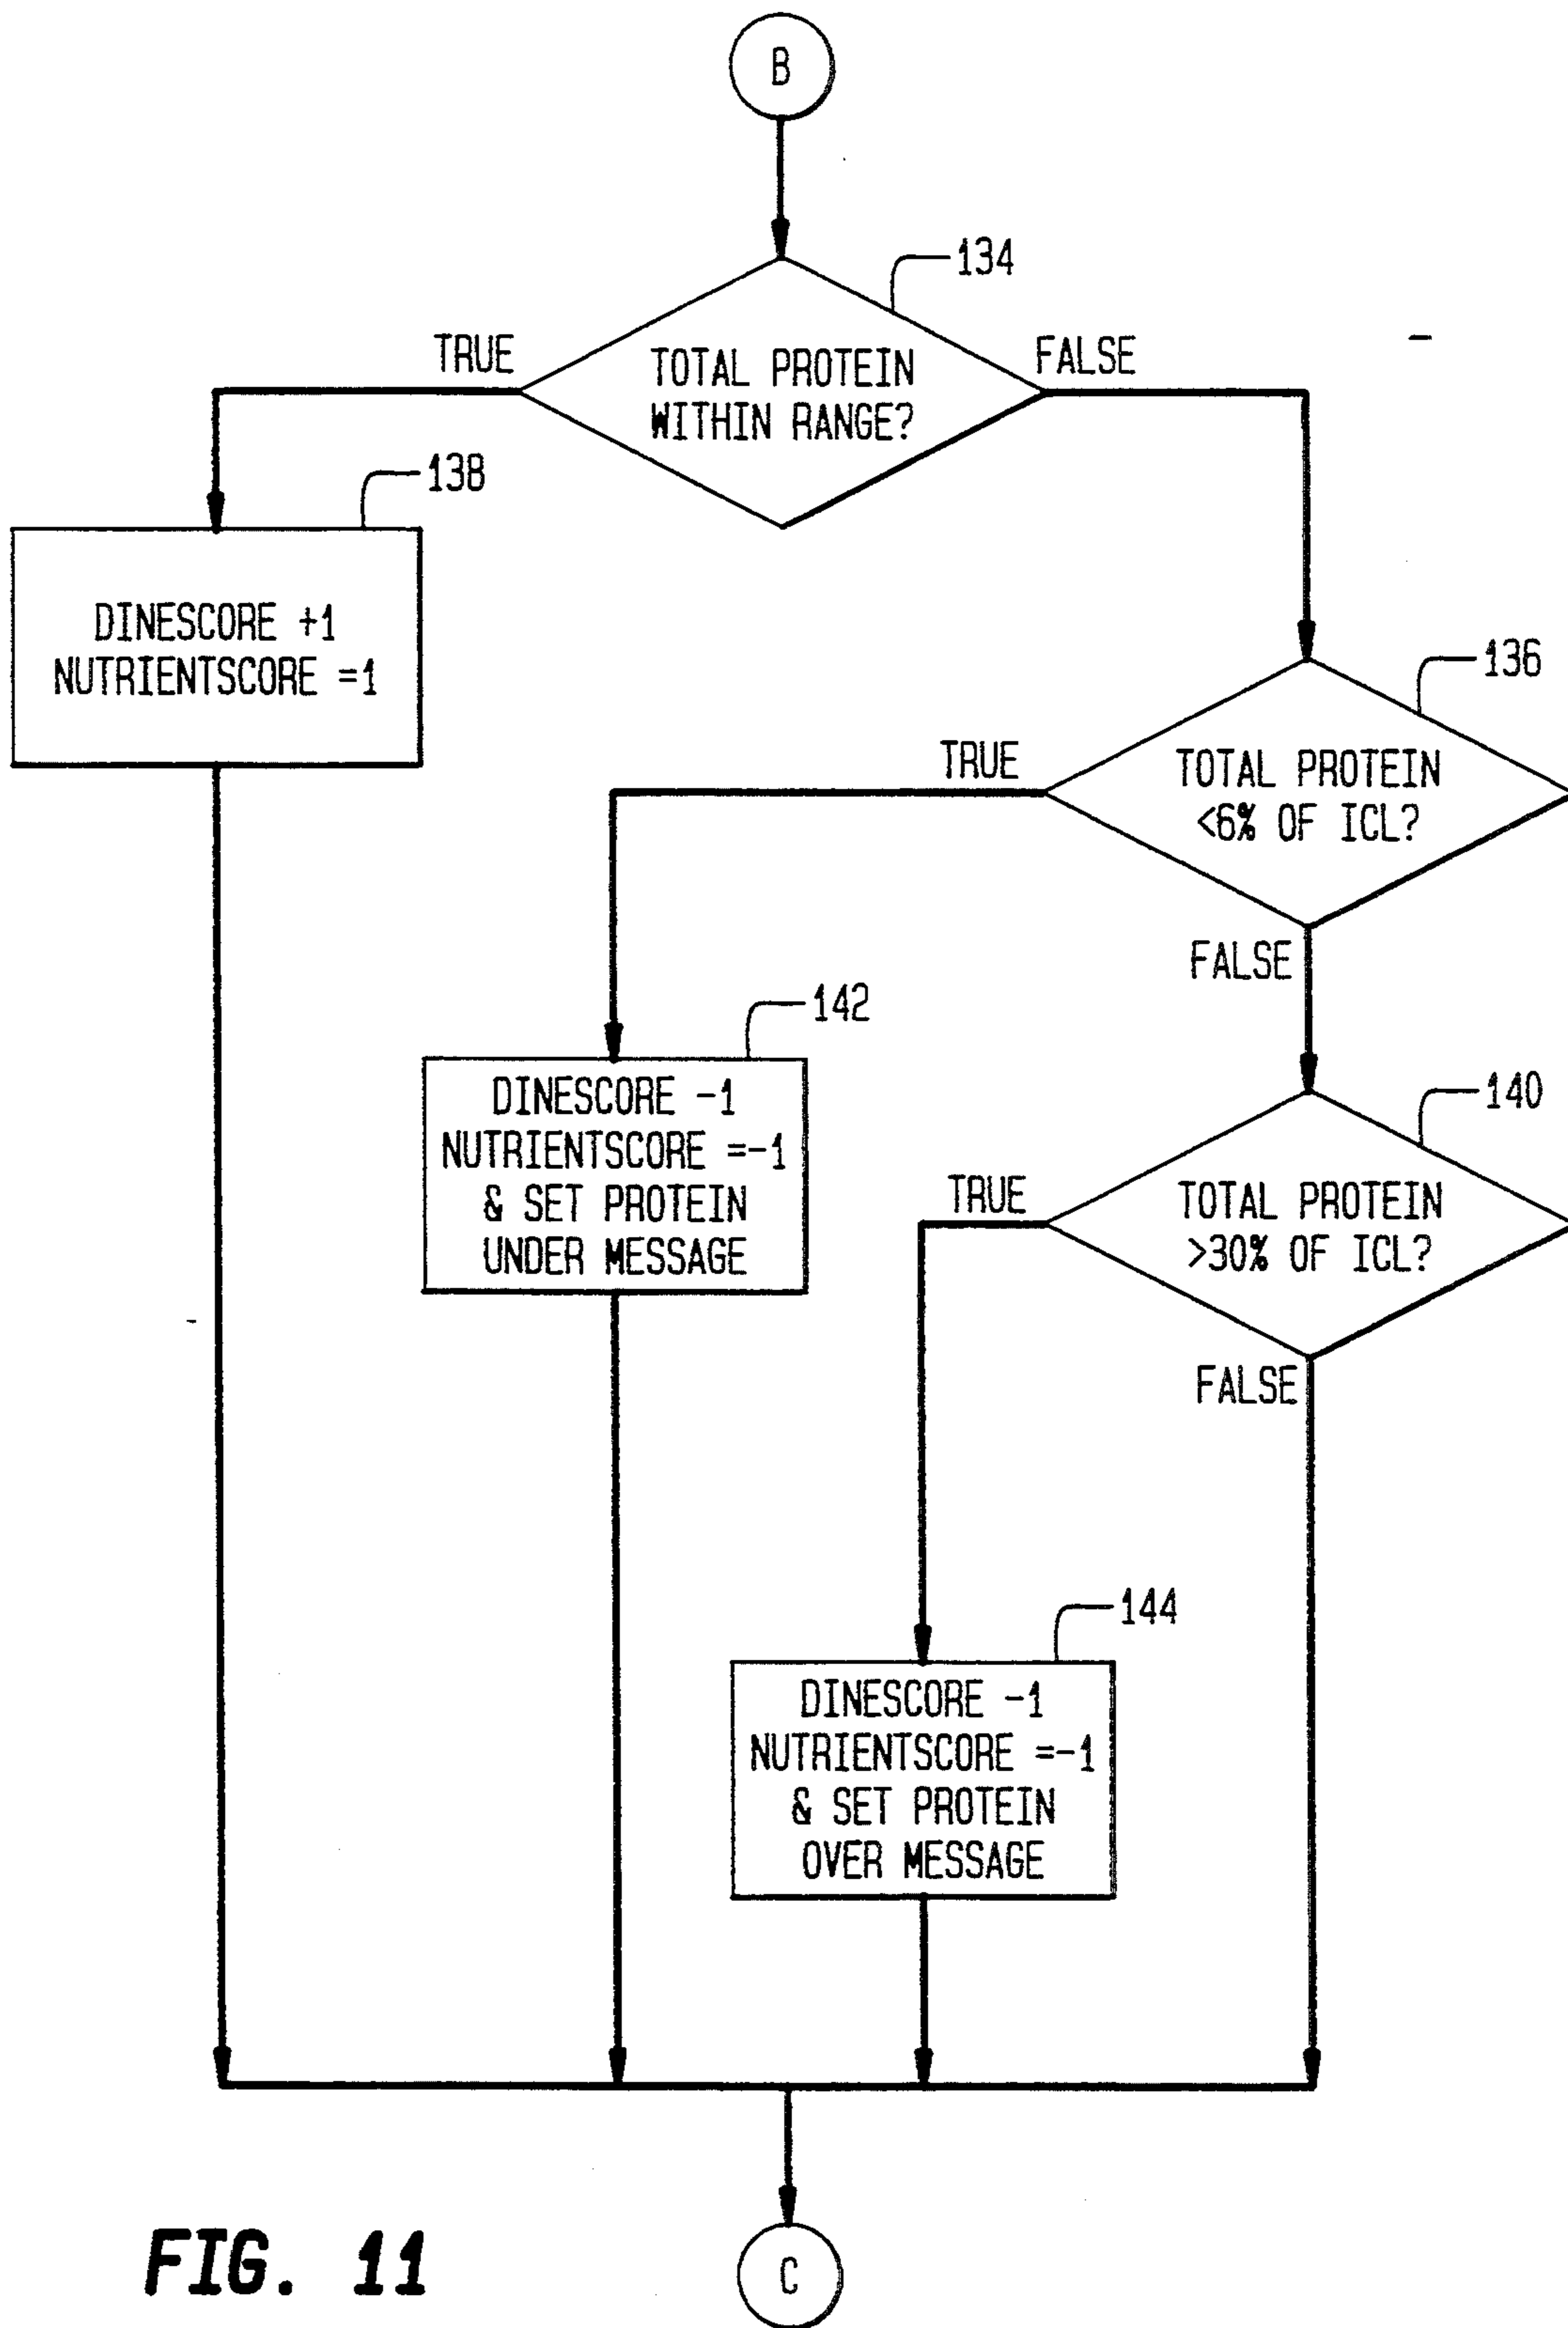 B
134
TRUE
FALSE
TOTAL PROTEIN
WITHIN RANGE?
138
DINESCORE +1
NUTRIENTSCORE =1
136
TRUE
TOTAL PROTEIN
<6% OF ICL?
FALSE
142
DINESCORE -1
NUTRIENTSCORE =-1
& SET PROTEIN
UNDER MESSAGE
140
TRUE
TOTAL PROTEIN
>30% OF ICL?
FALSE
144
DINESCORE -1
NUTRIENTSCORE =-1
& SET PROTEIN
OVER MESSAGE
C
FIG. 11